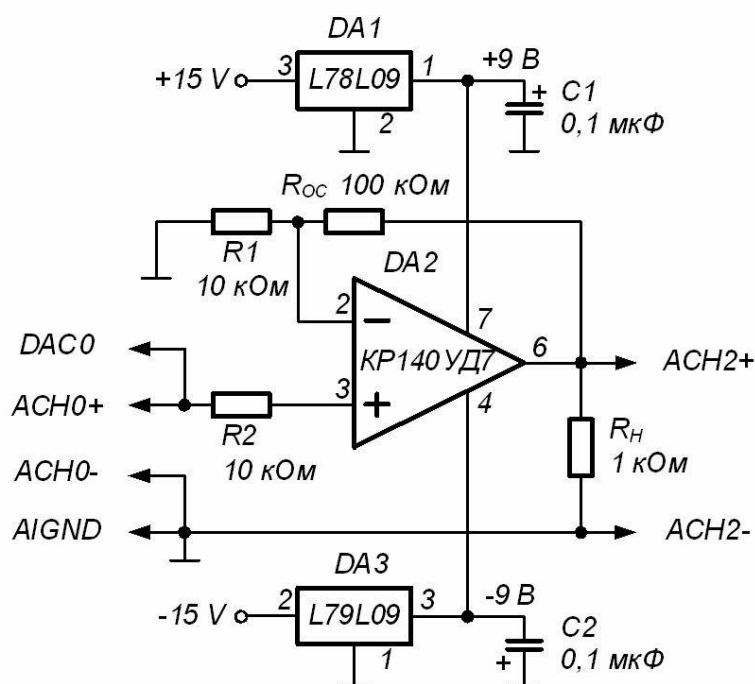 DA1
+15 V
3
L78L09
1
2
+9 В
+
C1
0,1 мкФ
ROC 100 кОм
R1
10 кОм
DA2
2
−
7
КР140УД7
6
3
+
4
DAC0
ACH0+
R2
10 кОм
ACH0-
AIGND
ACH2+
RН
1 кОм
ACH2-
DA3
-15 V
2
L79L09
3
1
-9 В
+
C2
0,1 мкФ